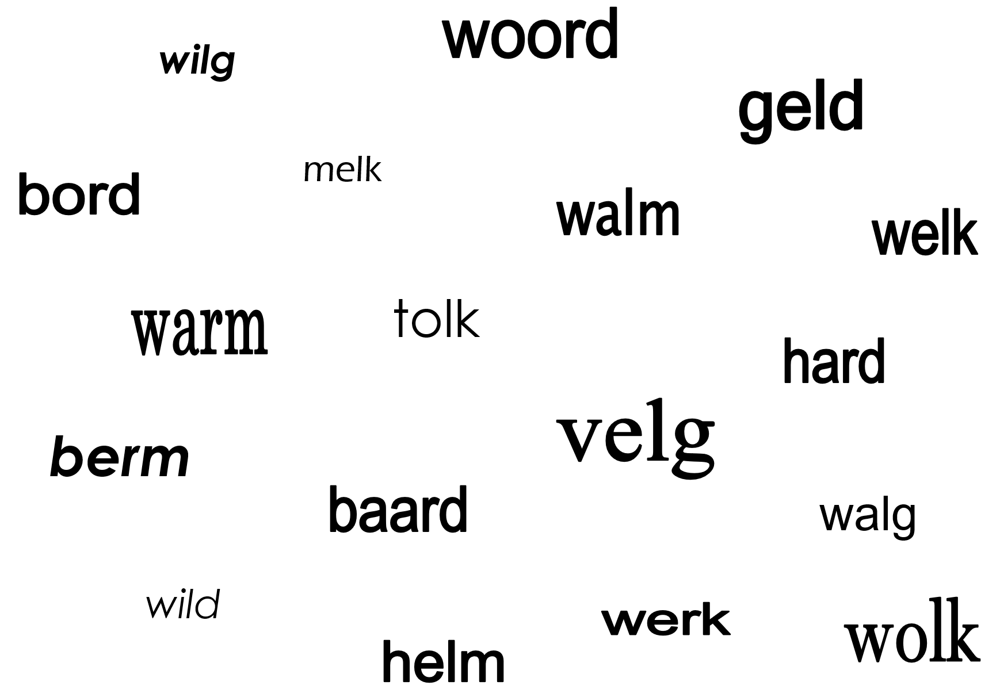 woord
wilg
geld
melk
bord
walm
welk
warm
tolk
hard
velg
berm
baard
walg
wild
werk
wolk
helm